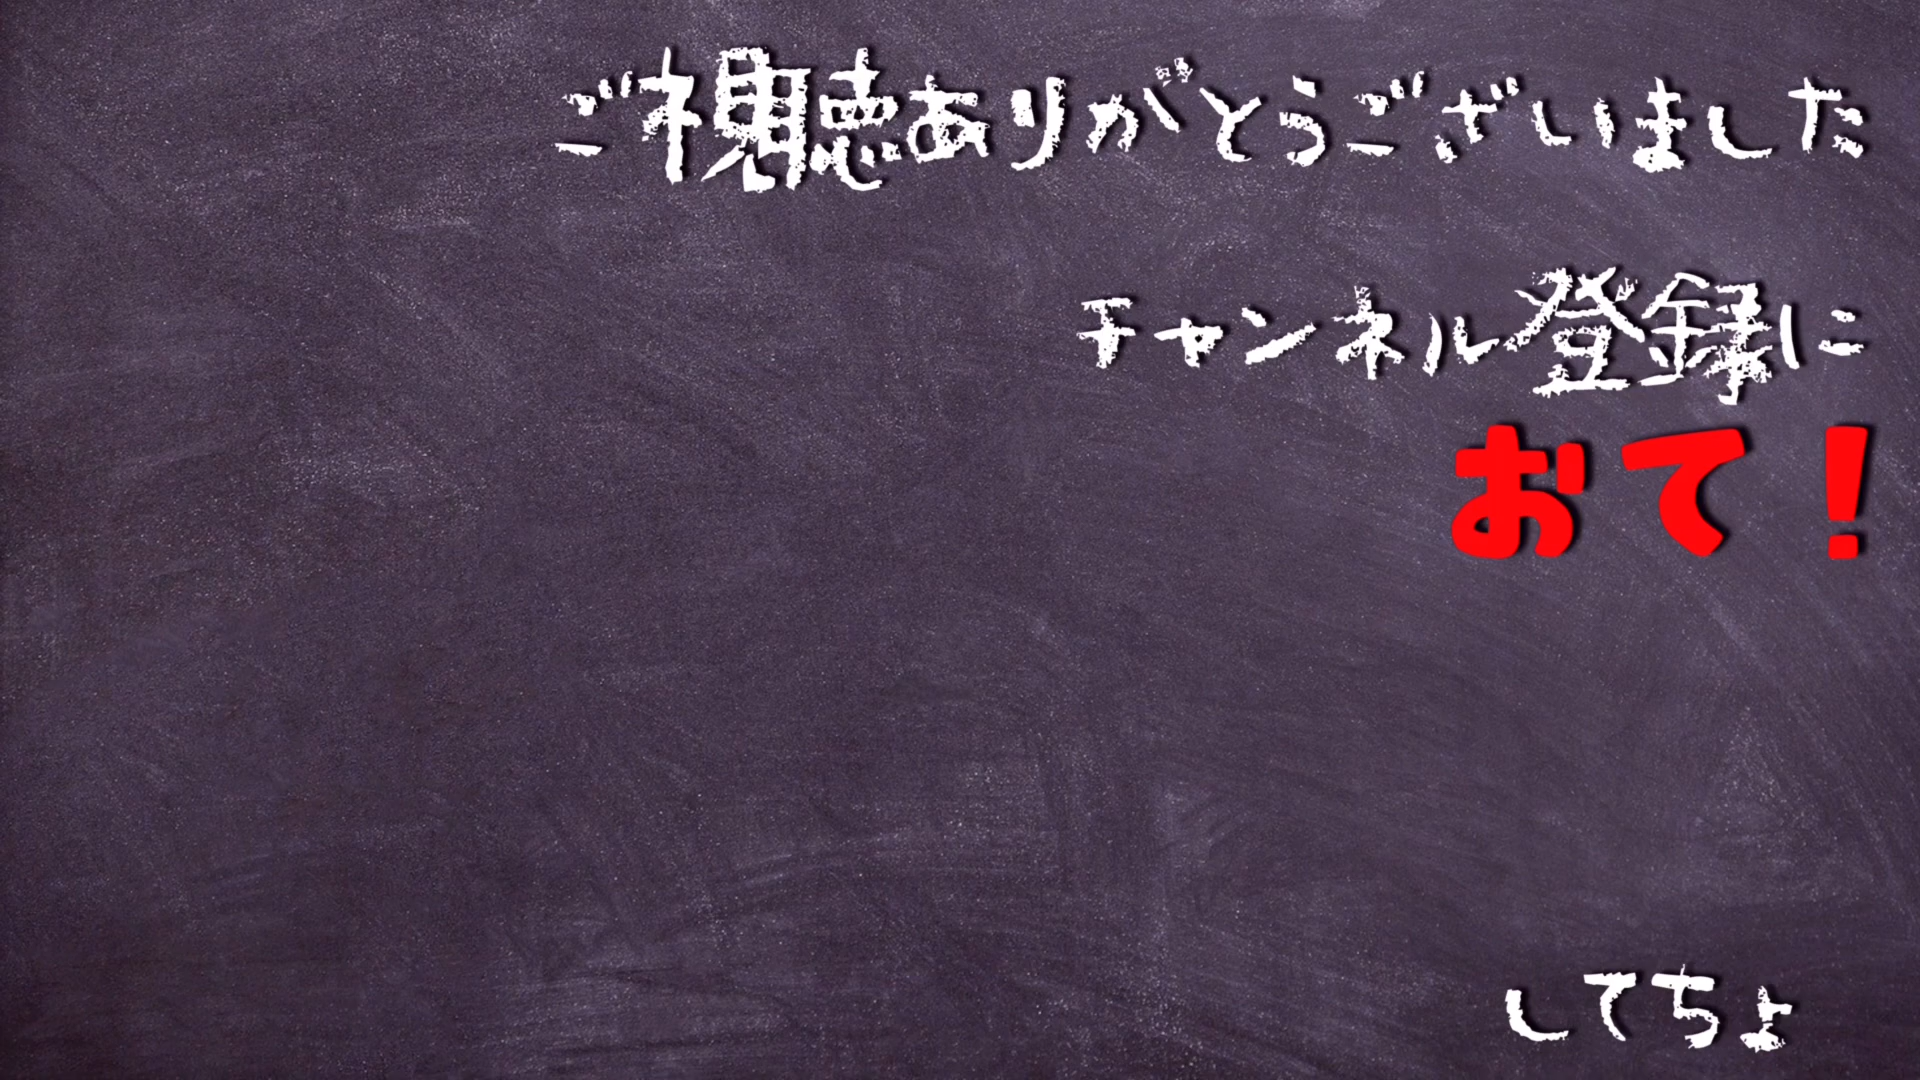 ご視聴ありがとうございました
チャンネル登録に
おて！
してちょ